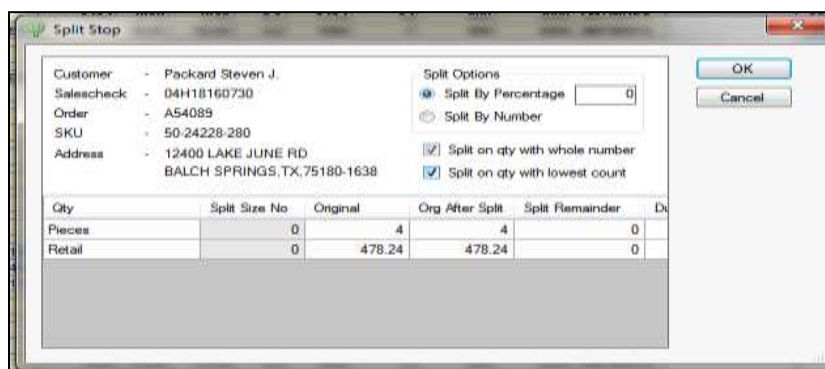 Split Stop
Customer - Packard Steven J.
Salescheck - 04H18160730
Order - A54089
SKU - 50-24228-280
Address - 12400 LAKE JUNE RD
BALCH SPRINGS,TX,75180-1638
Split Options
Split By Percentage 0
Split By Number
Split on qty with whole number
Split on qty with lowest count
OK
Cancel
Qty Split Size No Original Org After Split Split Remainder Du
Pieces 0 4 4 0
Retail 0 478.24 478.24 0